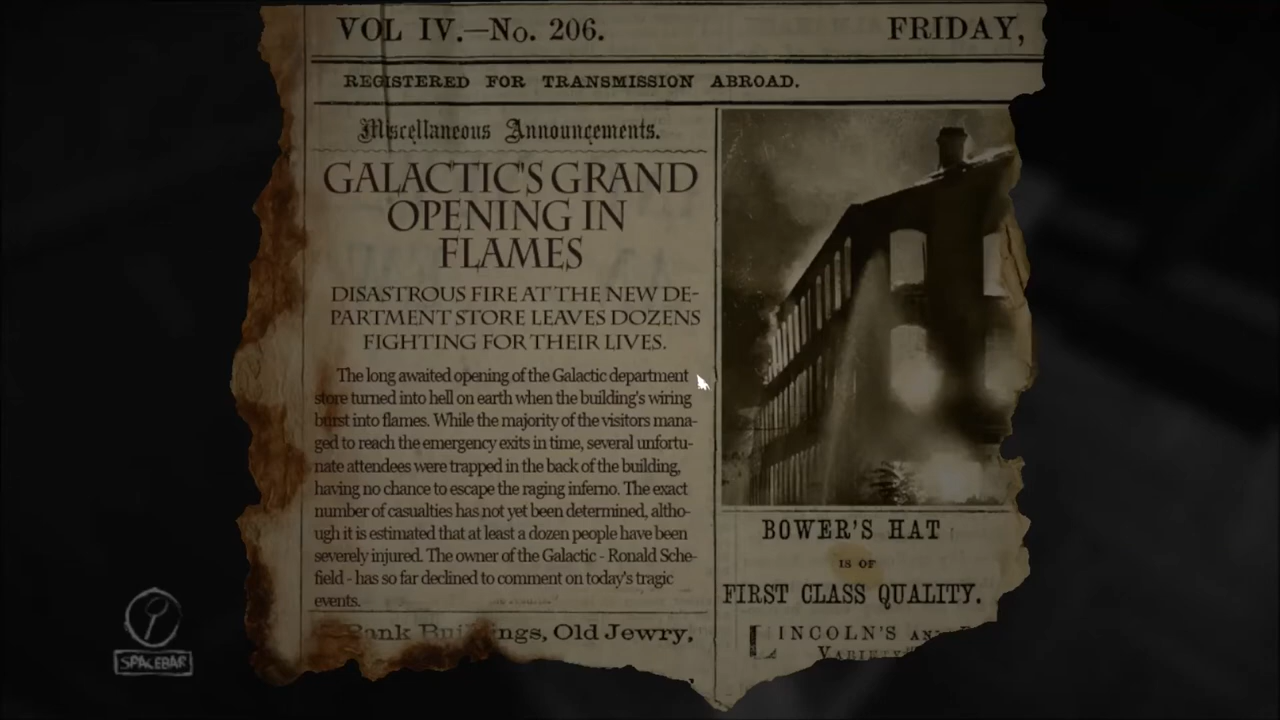 VOL IV.—No. 206.
FRIDAY,
REGISTERED FOR TRANSMISSION ABROAD.
Miscellaneous Announcements.
GALACTIC'S GRAND
OPENING IN
FLAMES
DISASTROUS FIRE AT THE NEW DE-
PARTMENT STORE LEAVES DOZENS
FIGHTING FOR THEIR LIVES.
The long awaited opening of the Galactic department
store turned into hell on earth when the building's wiring
burst into flames. While the majority of the visitors mana-
ged to reach the emergency exits in time, several unfortu-
nate attendees were trapped in the back of the building,
having no chance to escape the raging inferno. The exact
number of casualties has not yet been determined, altho-
ugh it is estimated that at least a dozen people have been
severely injured. The owner of the Galactic - Ronald Sche-
field - has so far declined to comment on today's tragic
events.
Bank Buildings, Old Jewry,
BOWER'S HAT
IS OF
FIRST CLASS QUALITY.
LINCOLN'S
VARIETY
SPACEBAR